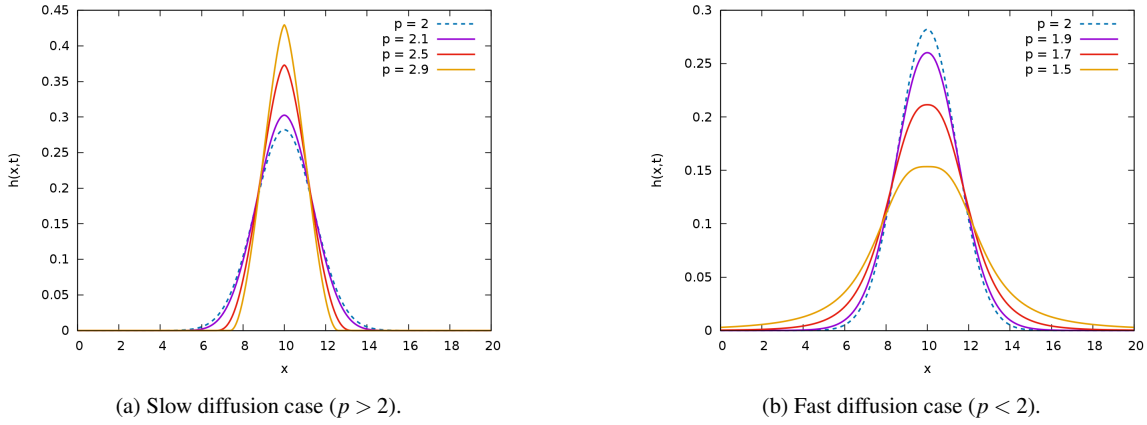 0.45
0.4
0.35
0.3
0.25
0.2
0.15
0.1
0.05
0
h(x,t)
0 2 4 6 8 10 12 14 16 18 20
x
p = 2
p = 2.1
p = 2.5
p = 2.9
(a) Slow diffusion case (p > 2).
0.3
0.25
0.2
0.15
0.1
0.05
0
h(x,t)
0 2 4 6 8 10 12 14 16 18 20
x
p = 2
p = 1.9
p = 1.7
p = 1.5
(b) Fast diffusion case (p < 2).